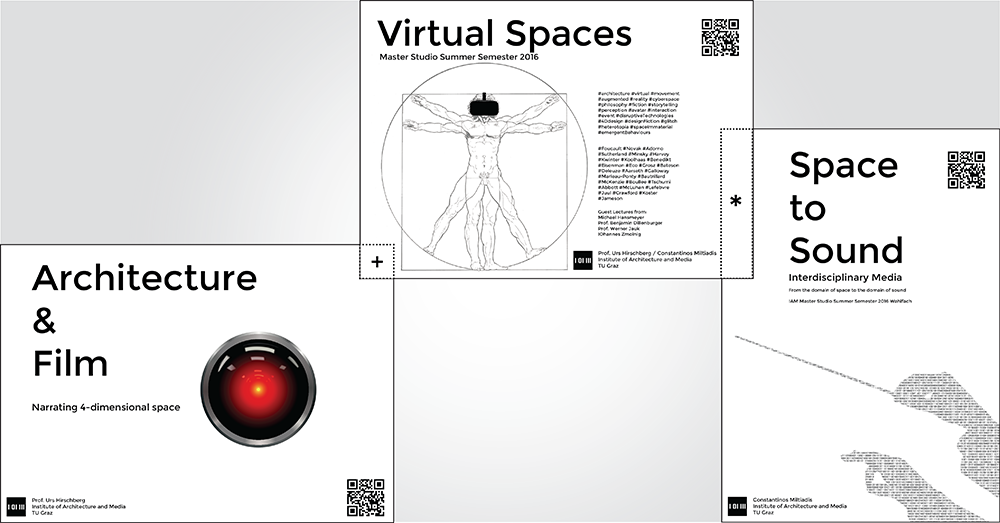 Virtual Spaces
Master Studio Summer Semester 2016
#architecture #virtual #movement
#augmented #reality #cyberspace
#philosophy #fiction #storytelling
#perception #avatar #interaction
#event #disruptiveTechnologies
#4Ddesign #designFiction #glitch
#heterotopia #spaceimmaterial
#emergentBehaviours
#Foucault #Novak #Adorno
#Sutherland #Minsky #Harvey
#Kwinter #Koolhaas #Benedikt
#Eisenman #Eco #Grosz #Bateson
#Deleuze #Aarseth #Galloway
#Merleau-Ponty #Baudrillard
#McKenzie #Boullee #Tschumi
#Abbott #McLuhan #Lefebvre
#Juul #Crawford #Koster
#Jameson
Guest Lectures from:
Michael Hansmeyer
Prof. Benjamin Dillenburger
Prof. Werner Jauk
IOhannes Zmölnig
Prof. Urs Hirschberg / Constantinos Miltiadis
Institute of Architecture and Media
TU Graz
+
*
Architecture
&
Film
Narrating 4-dimensional space
Prof. Urs Hirschberg
Institute of Architecture and Media
TU Graz
Space
to
Sound
Interdisciplinary Media
From the domain of space to the domain of sound
IAM Master Studio Summer Semester 2016 Wahlfach
Constantinos Miltiadis
Institute of Architecture and Media
TU Graz